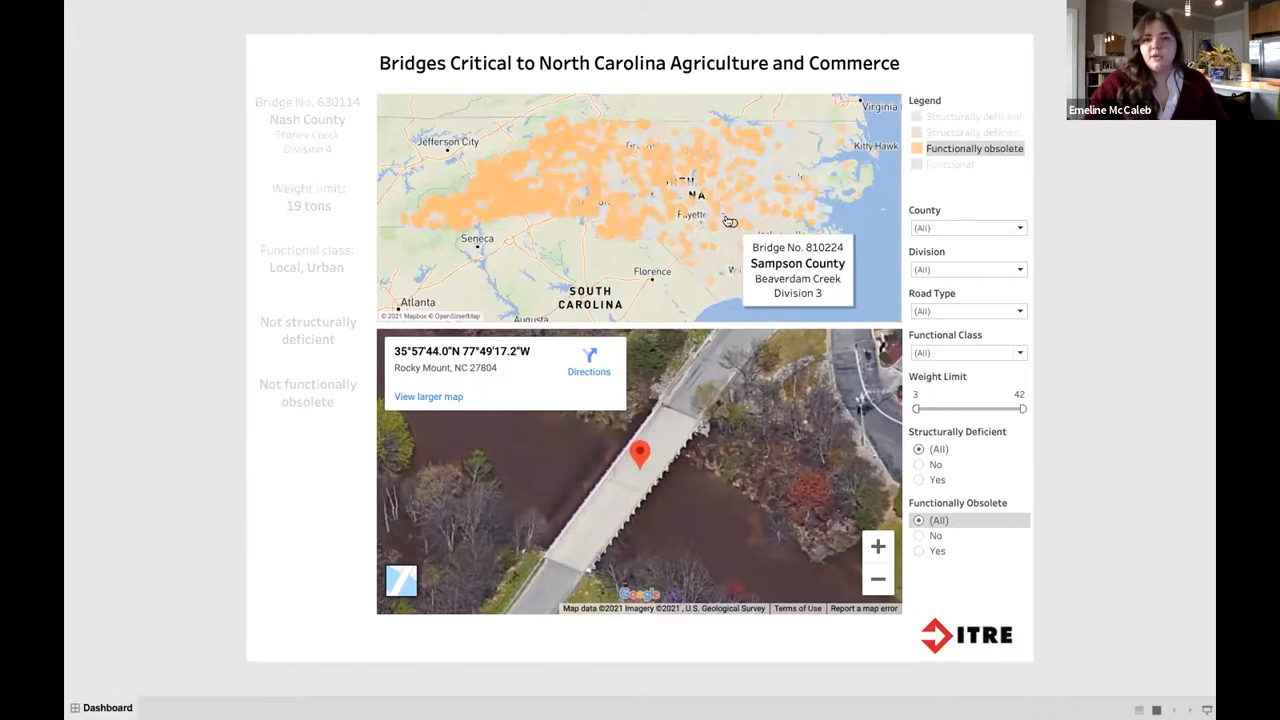 Emeline McCaleb
Bridges Critical to North Carolina Agriculture and Commerce
Bridge No. 630114
Nash County
Stoney Creek
Division 4
Weight limit:
19 tons
Functional class:
Local, Urban
Not structurally
deficient
Not functionally
obsolete
Virginia
Jefferson City
Kitty Hawk
NA
Fayette
Seneca
Florence
SOUTH
CAROLINA
Atlanta
Augusta
© 2021 Mapbox © OpenStreetMap
Bridge No. 810224
Sampson County
Beaverdam Creek
Division 3
35°57'44.0"N 77°49'17.2"W
Rocky Mount, NC 27804
Directions
View larger map
Google
Map data ©2021 Imagery ©2021 , U.S. Geological Survey
Terms of Use
Report a map error
Legend
Structurally deficient
Structurally deficien
Functionally obsolete
Functional
County
(All)
Division
(All)
Road Type
(All)
Functional Class
(All)
Weight Limit
3 42
Structurally Deficient
(All)
No
Yes
Functionally Obsolete
(All)
No
Yes
ITRE
Dashboard